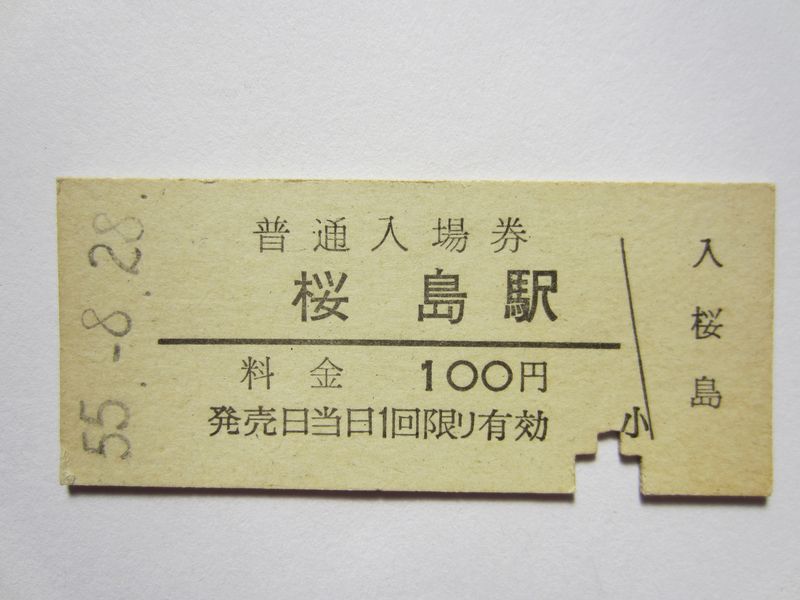 55.-8.28.
普通入場券
桜島駅
料金 100円
発売日当日1回限り有効
小
入
桜
島